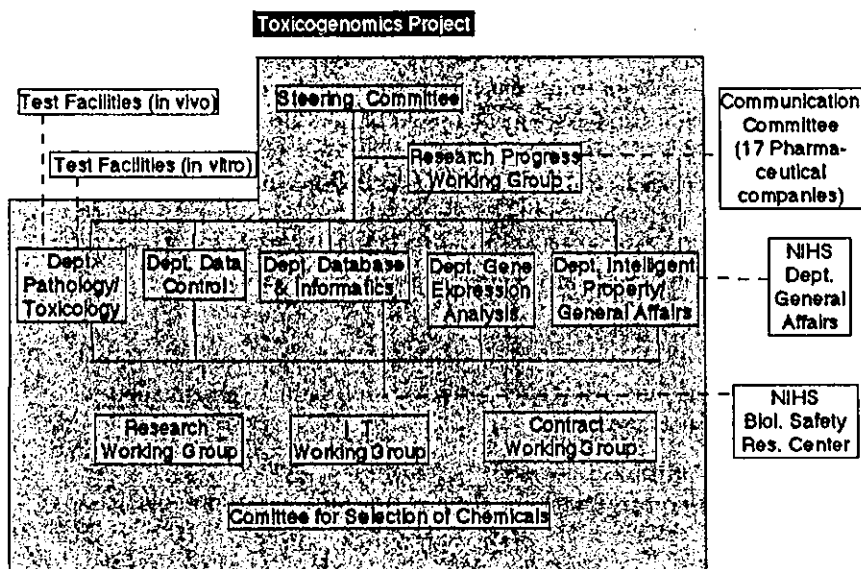 Toxicogenomics Project
Test Facilities (in vivo)
Steering Committee
Communication
Committee
(17 Pharma-
ceutical
companies)
Test Facilities (in vitro)
Research Progress
Working Group
Dept.
Pathology/
Toxicology
Dept. Data
Control
Dept. Database
& Informatics
Dept. Gene
Expression
Analysis
Dept. Intelligent
Property/
General Affairs
NIHS
Dept.
General
Affairs
Research
Working Group
I. T
Working Group
Contract
Working Group
NIHS
Biol. Safety
Res. Center
Comittee for Selection of Chemicals